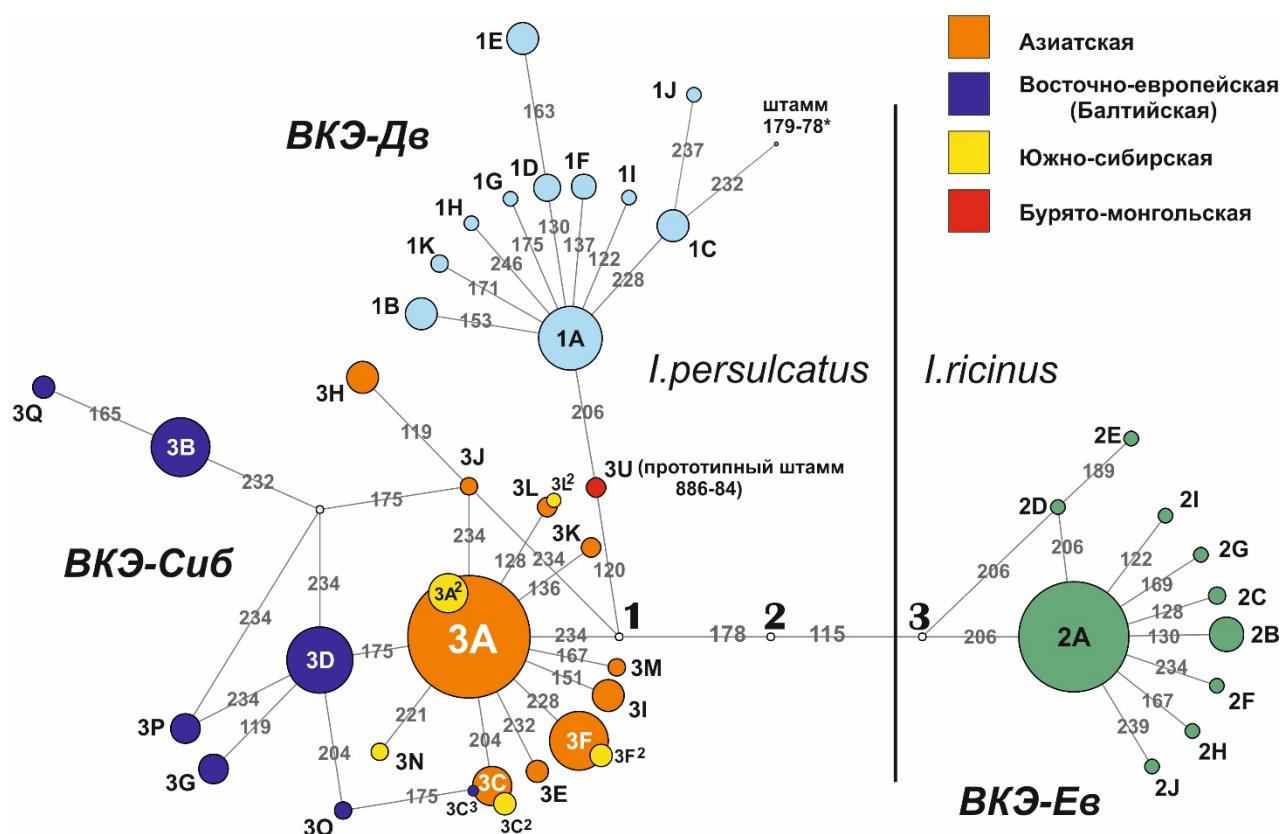 Азиатская
Восточно-европейская
(Балтийская)
Южно-сибирская
Бурято-монгольская
ВКЭ-Дв
1E
163
1J
237
штамм
179-78*
232
1G
1D
1F
1I
1H
175
130
137
122
1C
1K
246
228
171
1B
153
1A
I.persulcatus
I.ricinus
206
3H
119
3Q
165
3B
232
175
3J
3U (прототипный штамм
886-84)
3L
3L²
3K
234
128
234
136
120
ВКЭ-Сиб
234
234
3A²
3A
1
178
2
115
3
234
167
3M
151
3I
228
3D
175
234
3P
119
3G
204
221
3N
204
232
3F
3F²
3C
3E
3C³
3C²
175
3O
2E
189
2D
206
206
2I
122
2G
169
2C
128
206
2A
130
2B
234
2F
167
2H
239
2J
ВКЭ-Ев